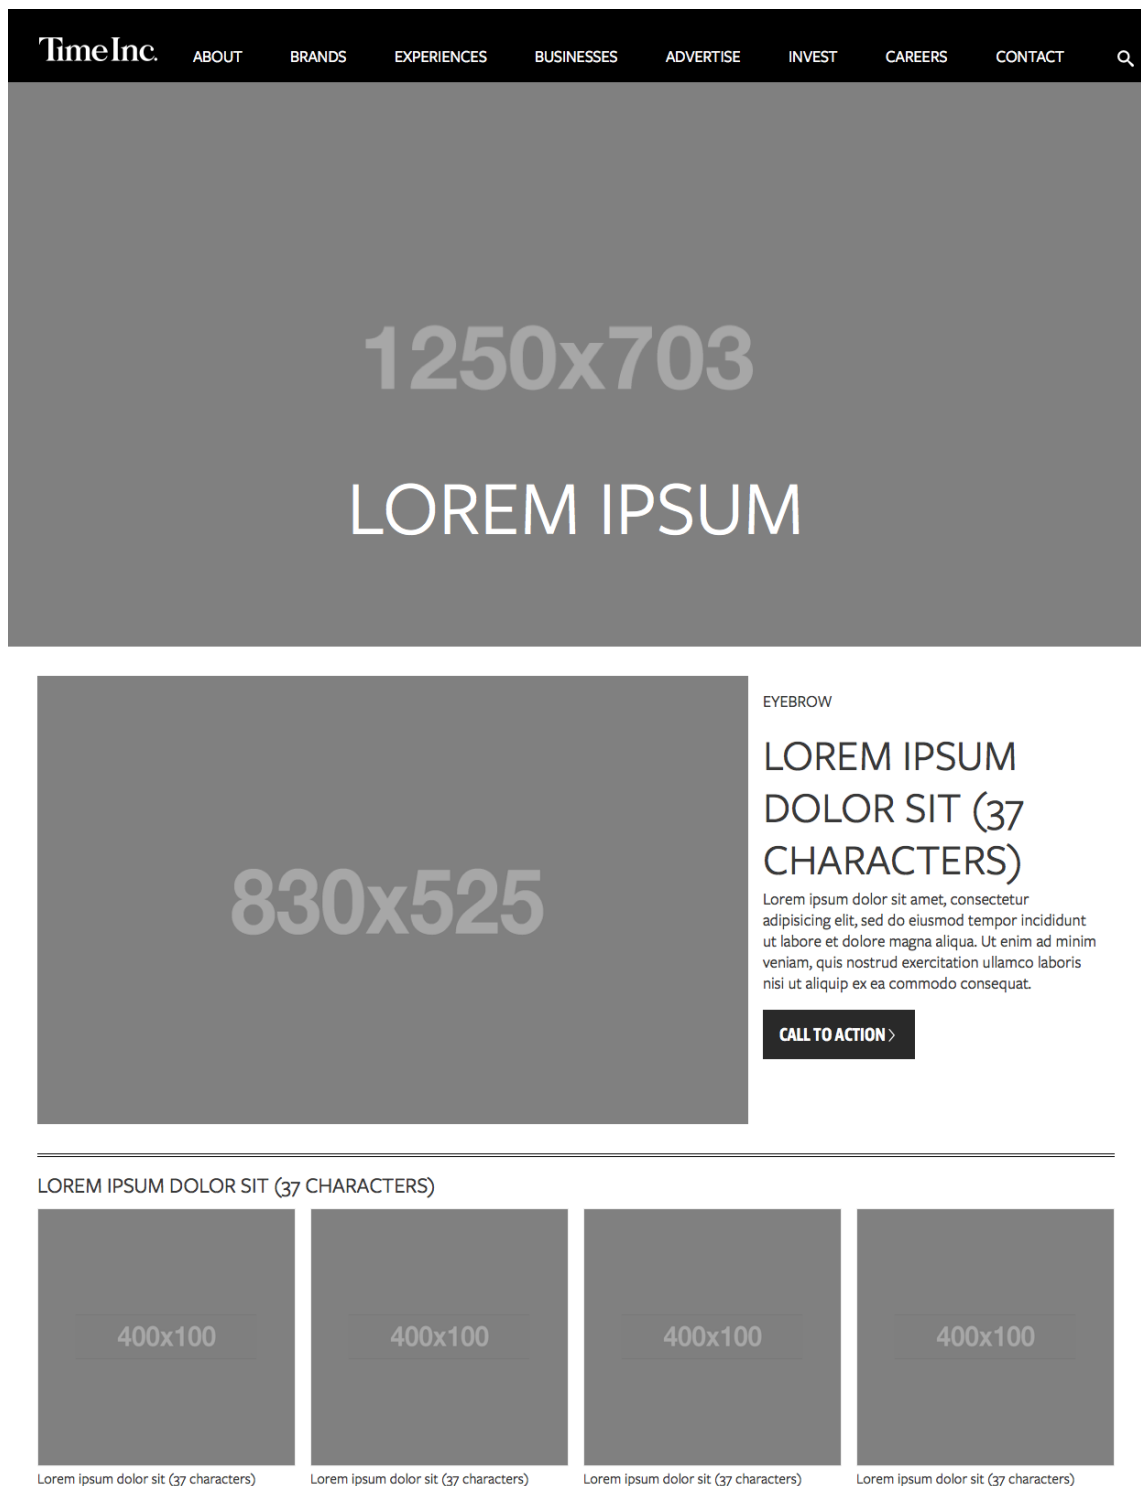 Time Inc. ABOUT BRANDS EXPERIENCES BUSINESSES ADVERTISE INVEST CAREERS CONTACT
1250x703
LOREM IPSUM
830x525
EYEBROW
LOREM IPSUM
DOLOR SIT (37
CHARACTERS)
Lorem ipsum dolor sit amet, consectetur
adipisicing elit, sed do eiusmod tempor incididunt
ut labore et dolore magna aliqua. Ut enim ad minim
veniam, quis nostrud exercitation ullamco laboris
nisi ut aliquip ex ea commodo consequat.
CALL TO ACTION >
LOREM IPSUM DOLOR SIT (37 CHARACTERS)
400x100 400x100 400x100 400x100
Lorem ipsum dolor sit (37 characters) Lorem ipsum dolor sit (37 characters) Lorem ipsum dolor sit (37 characters) Lorem ipsum dolor sit (37 characters)